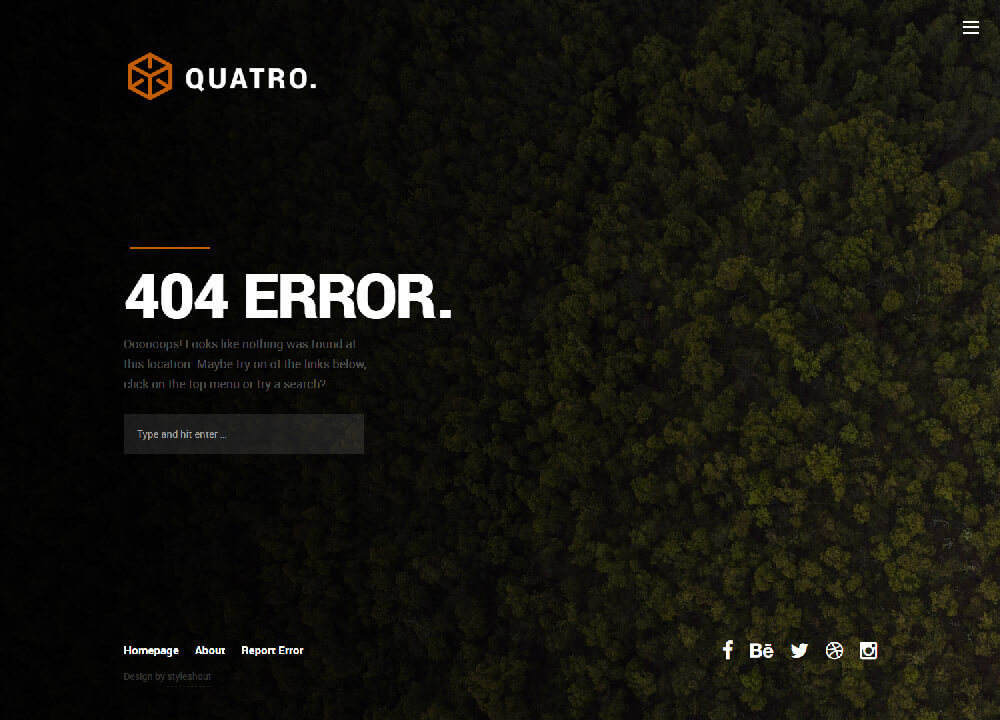 QUATRO.
404 ERROR.
Oooooops! Looks like nothing was found at
this location. Maybe try on of the links below,
click on the top menu or try a search?
Type and hit enter ...
Homepage About Report Error
Bē
Design by styleshout